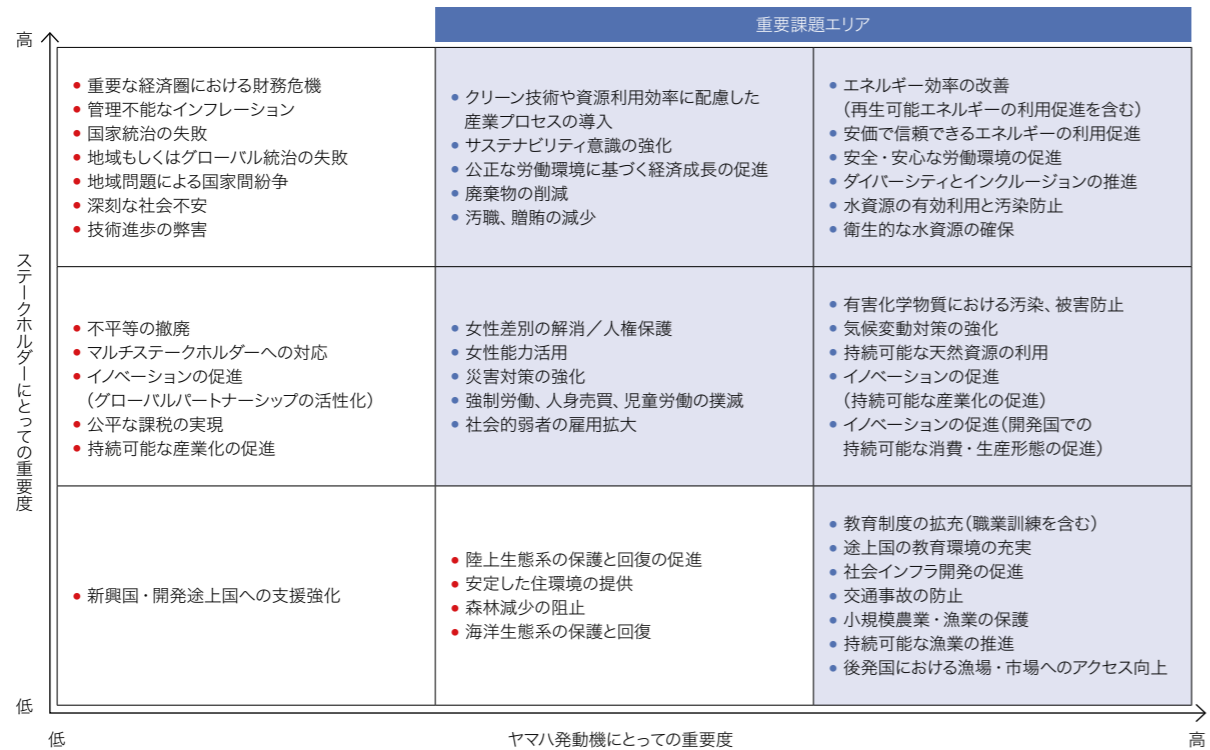 重要課題エリア
高
• 重要な経済圏における財務危機
• 管理不能なインフレーション
• 国家統治の失敗
• 地域もしくはグローバル統治の失敗
• 地域問題による国家間紛争
• 深刻な社会不安
• 技術進歩の弊害
• クリーン技術や資源利用効率に配慮した
産業プロセスの導入
• サステナビリティ意識の強化
• 公正な労働環境に基づく経済成長の促進
• 廃棄物の削減
• 汚職、贈賄の減少
• エネルギー効率の改善
(再生可能エネルギーの利用促進を含む)
• 安価で信頼できるエネルギーの利用促進
• 安全・安心な労働環境の促進
• ダイバーシティとインクルージョンの推進
• 水資源の有効利用と汚染防止
• 衛生的な水資源の確保
ステークホルダーにとっての重要度
• 不平等の撤廃
• マルチステークホルダーへの対応
• イノベーションの促進
(グローバルパートナーシップの活性化)
• 公平な課税の実現
• 持続可能な産業化の促進
• 女性差別の解消／人権保護
• 女性能力活用
• 災害対策の強化
• 強制労働、人身売買、児童労働の撲滅
• 社会的弱者の雇用拡大
• 有害化学物質における汚染、被害防止
• 気候変動対策の強化
• 持続可能な天然資源の利用
• イノベーションの促進
(持続可能な産業化の促進)
• イノベーションの促進(開発国での
持続可能な消費・生産形態の促進)
• 新興国・開発途上国への支援強化
• 陸上生態系の保護と回復の促進
• 安定した住環境の提供
• 森林減少の阻止
• 海洋生態系の保護と回復
• 教育制度の拡充(職業訓練を含む)
• 途上国の教育環境の充実
• 社会インフラ開発の促進
• 交通事故の防止
• 小規模農業・漁業の保護
• 持続可能な漁業の推進
• 後発国における漁場・市場へのアクセス向上
低
低
ヤマハ発動機にとっての重要度
高